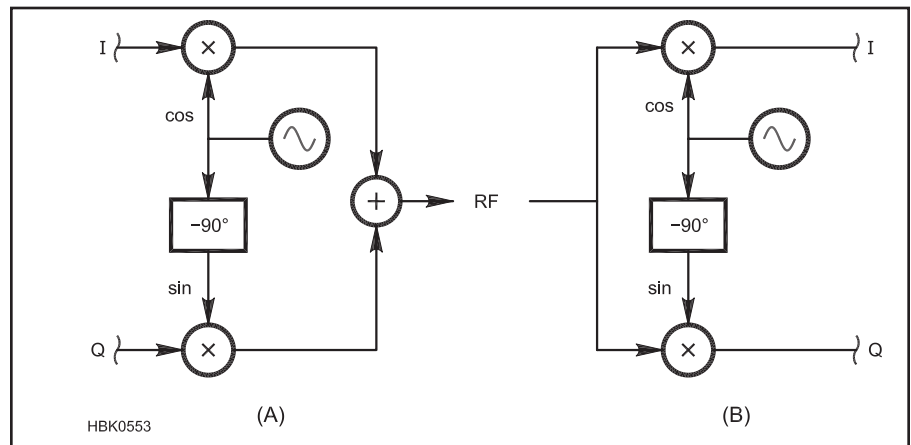 I
×
cos
−90°
sin
Q
×
+
RF
(A)
×
I
cos
−90°
sin
×
Q
(B)
HBK0553